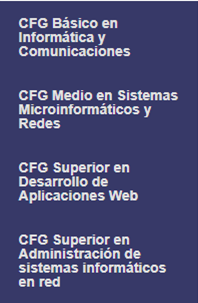 CFG Básico en
Informática y
Comunicaciones
CFG Medio en Sistemas
Microinformáticos y
Redes
CFG Superior en
Desarrollo de
Aplicaciones Web
CFG Superior en
Administración de
sistemas informáticos
en red